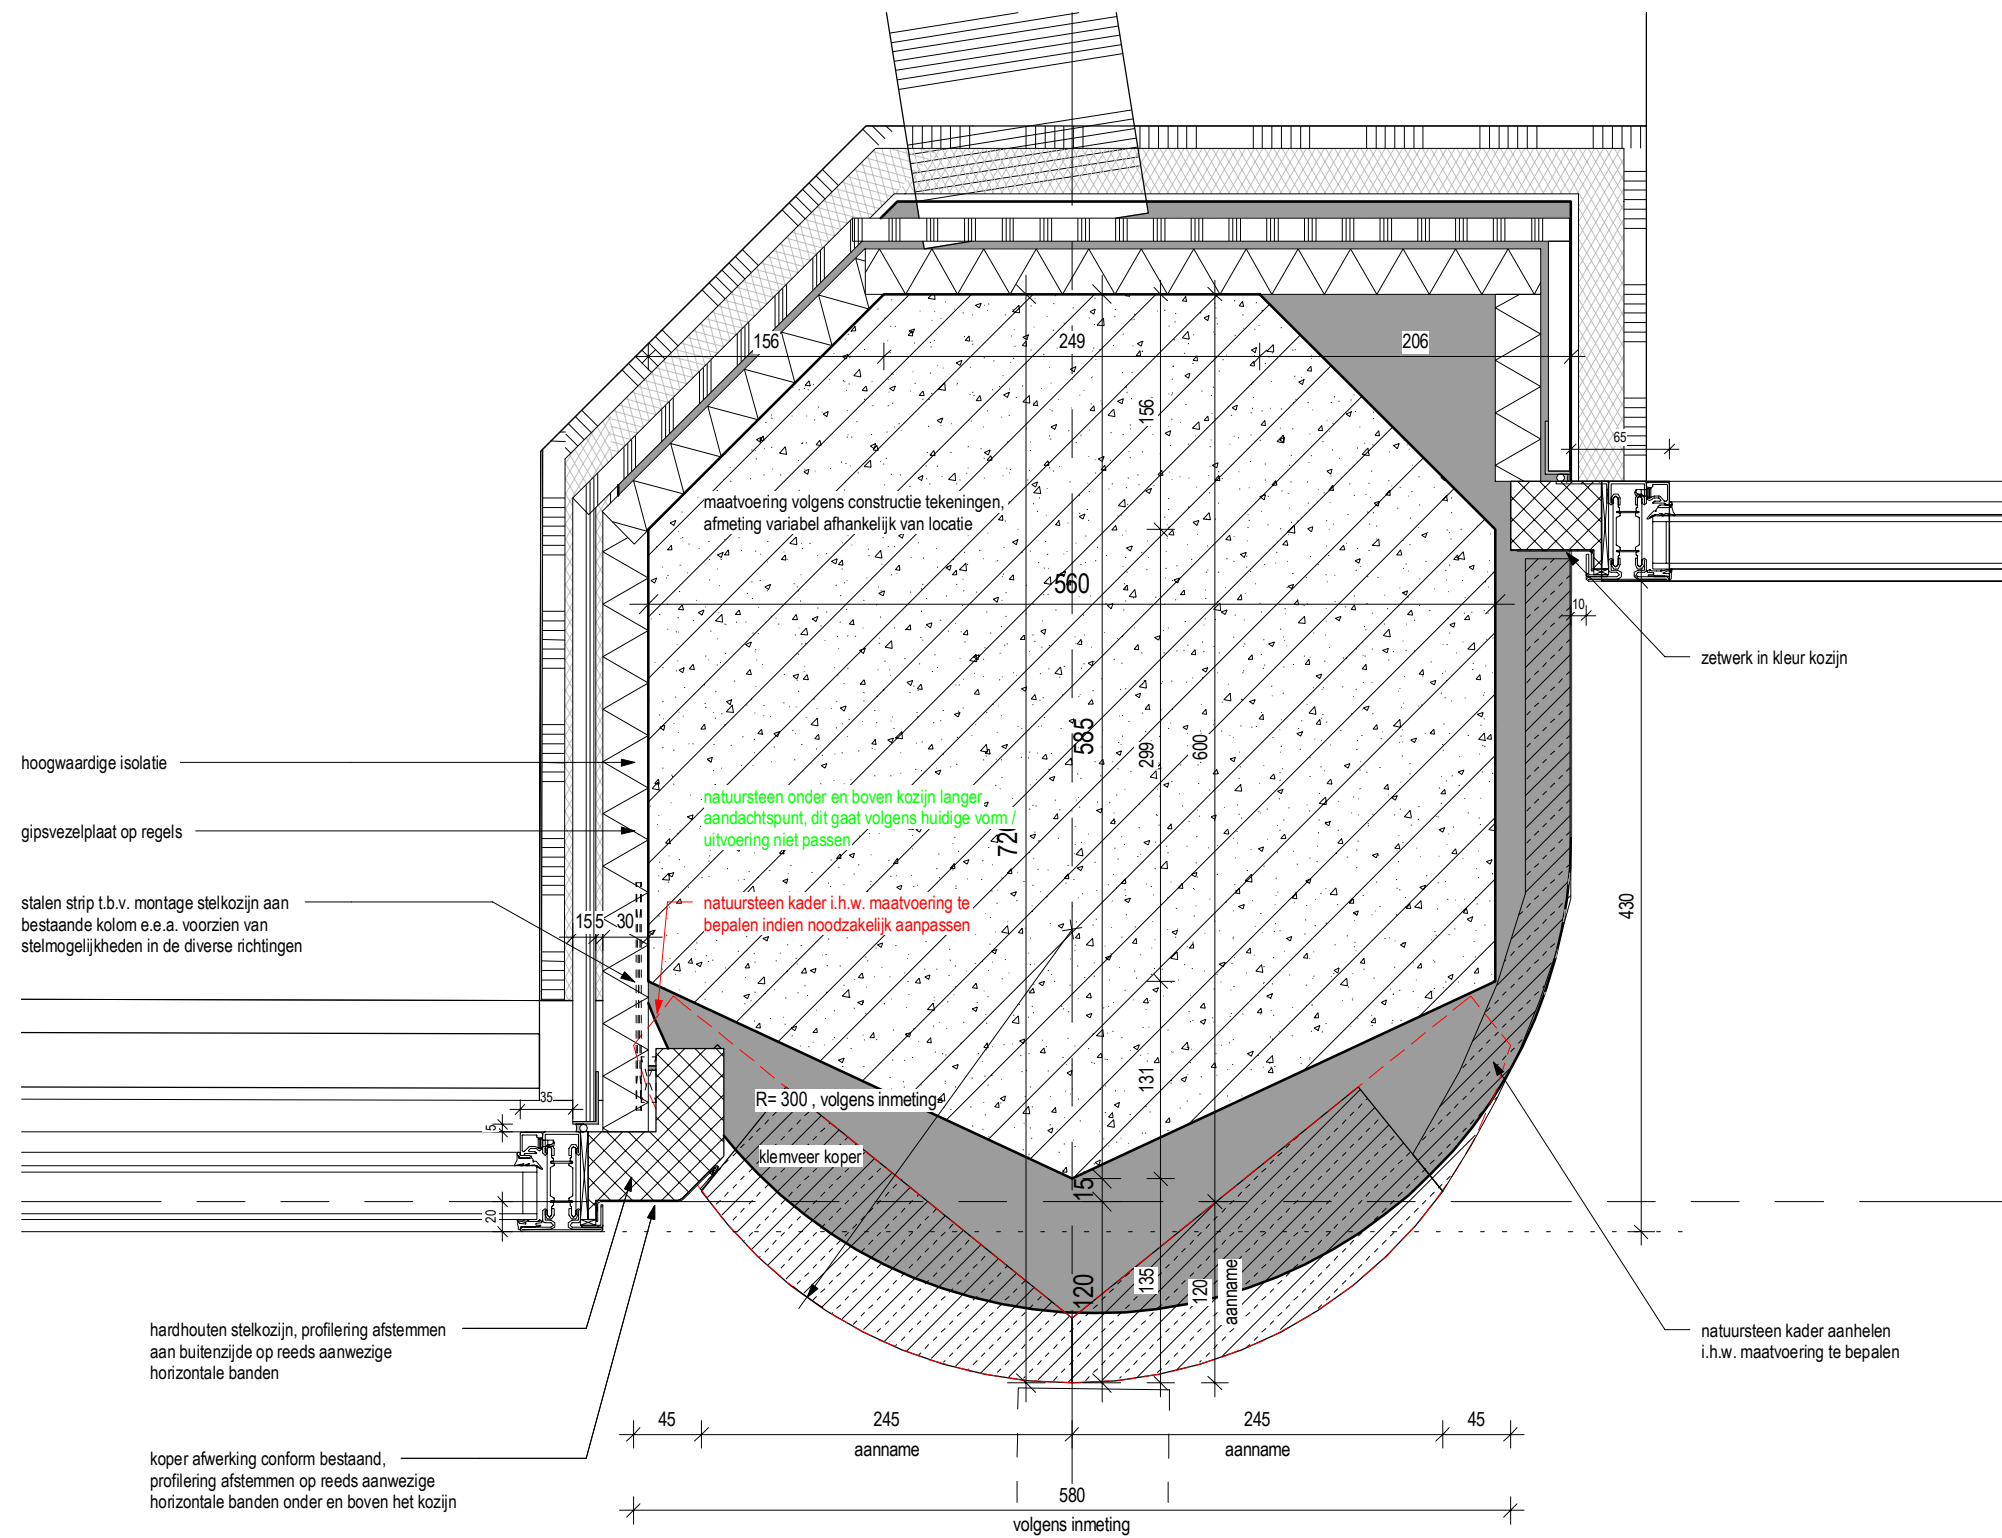 156
249
206
156
65
maatvoering volgens constructie tekeningen,
afmeting variabel afhankelijk van locatie
560
10
zetwerk in kleur kozijn
585
299
600
hoogwaardige isolatie
natuursteen onder en boven kozijn langer
aandachtspunt, dit gaat volgens huidige vorm /
uitvoering niet passen
gipsvezelplaat op regels
720
stalen strip t.b.v. montage stelkozijn aan
bestaande kolom e.e.a. voorzien van
stelmogelijkheden in de diverse richtingen
15
5
30
natuursteen kader i.h.w. maatvoering te
bepalen indien noodzakelijk aanpassen
430
131
35
R= 300 , volgens inmeting
5
klemveer koper
15
20
120
135
120
aanname
hardhouten stelkozijn, profilering afstemmen
aan buitenzijde op reeds aanwezige
horizontale banden
natuursteen kader aanhelen
i.h.w. maatvoering te bepalen
45
245
245
45
aanname
aanname
koper afwerking conform bestaand,
profilering afstemmen op reeds aanwezige
horizontale banden onder en boven het kozijn
580
volgens inmeting